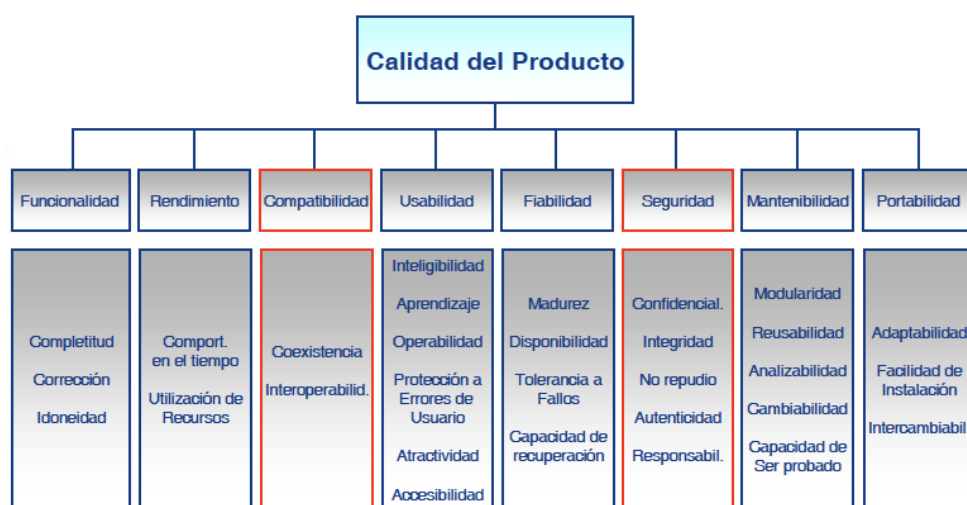 Calidad del Producto
Funcionalidad
Rendimiento
Compatibilidad
Usabilidad
Fiabilidad
Seguridad
Mantenibilidad
Portabilidad
Completitud
Corrección
Idoneidad
Comport.
en el tiempo
Utilización de
Recursos
Coexistencia
Interoperabilid.
Inteligibilidad
Aprendizaje
Operabilidad
Protección a
Errores de
Usuario
Atractividad
Accesibilidad
Madurez
Disponibilidad
Tolerancia a
Fallos
Capacidad de
recuperación
Confidencial.
Integridad
No repudio
Autenticidad
Responsabil.
Modularidad
Reusabilidad
Analizabilidad
Cambiabilidad
Capacidad de
Ser probado
Adaptabilidad
Facilidad de
Instalación
Intercambiabil